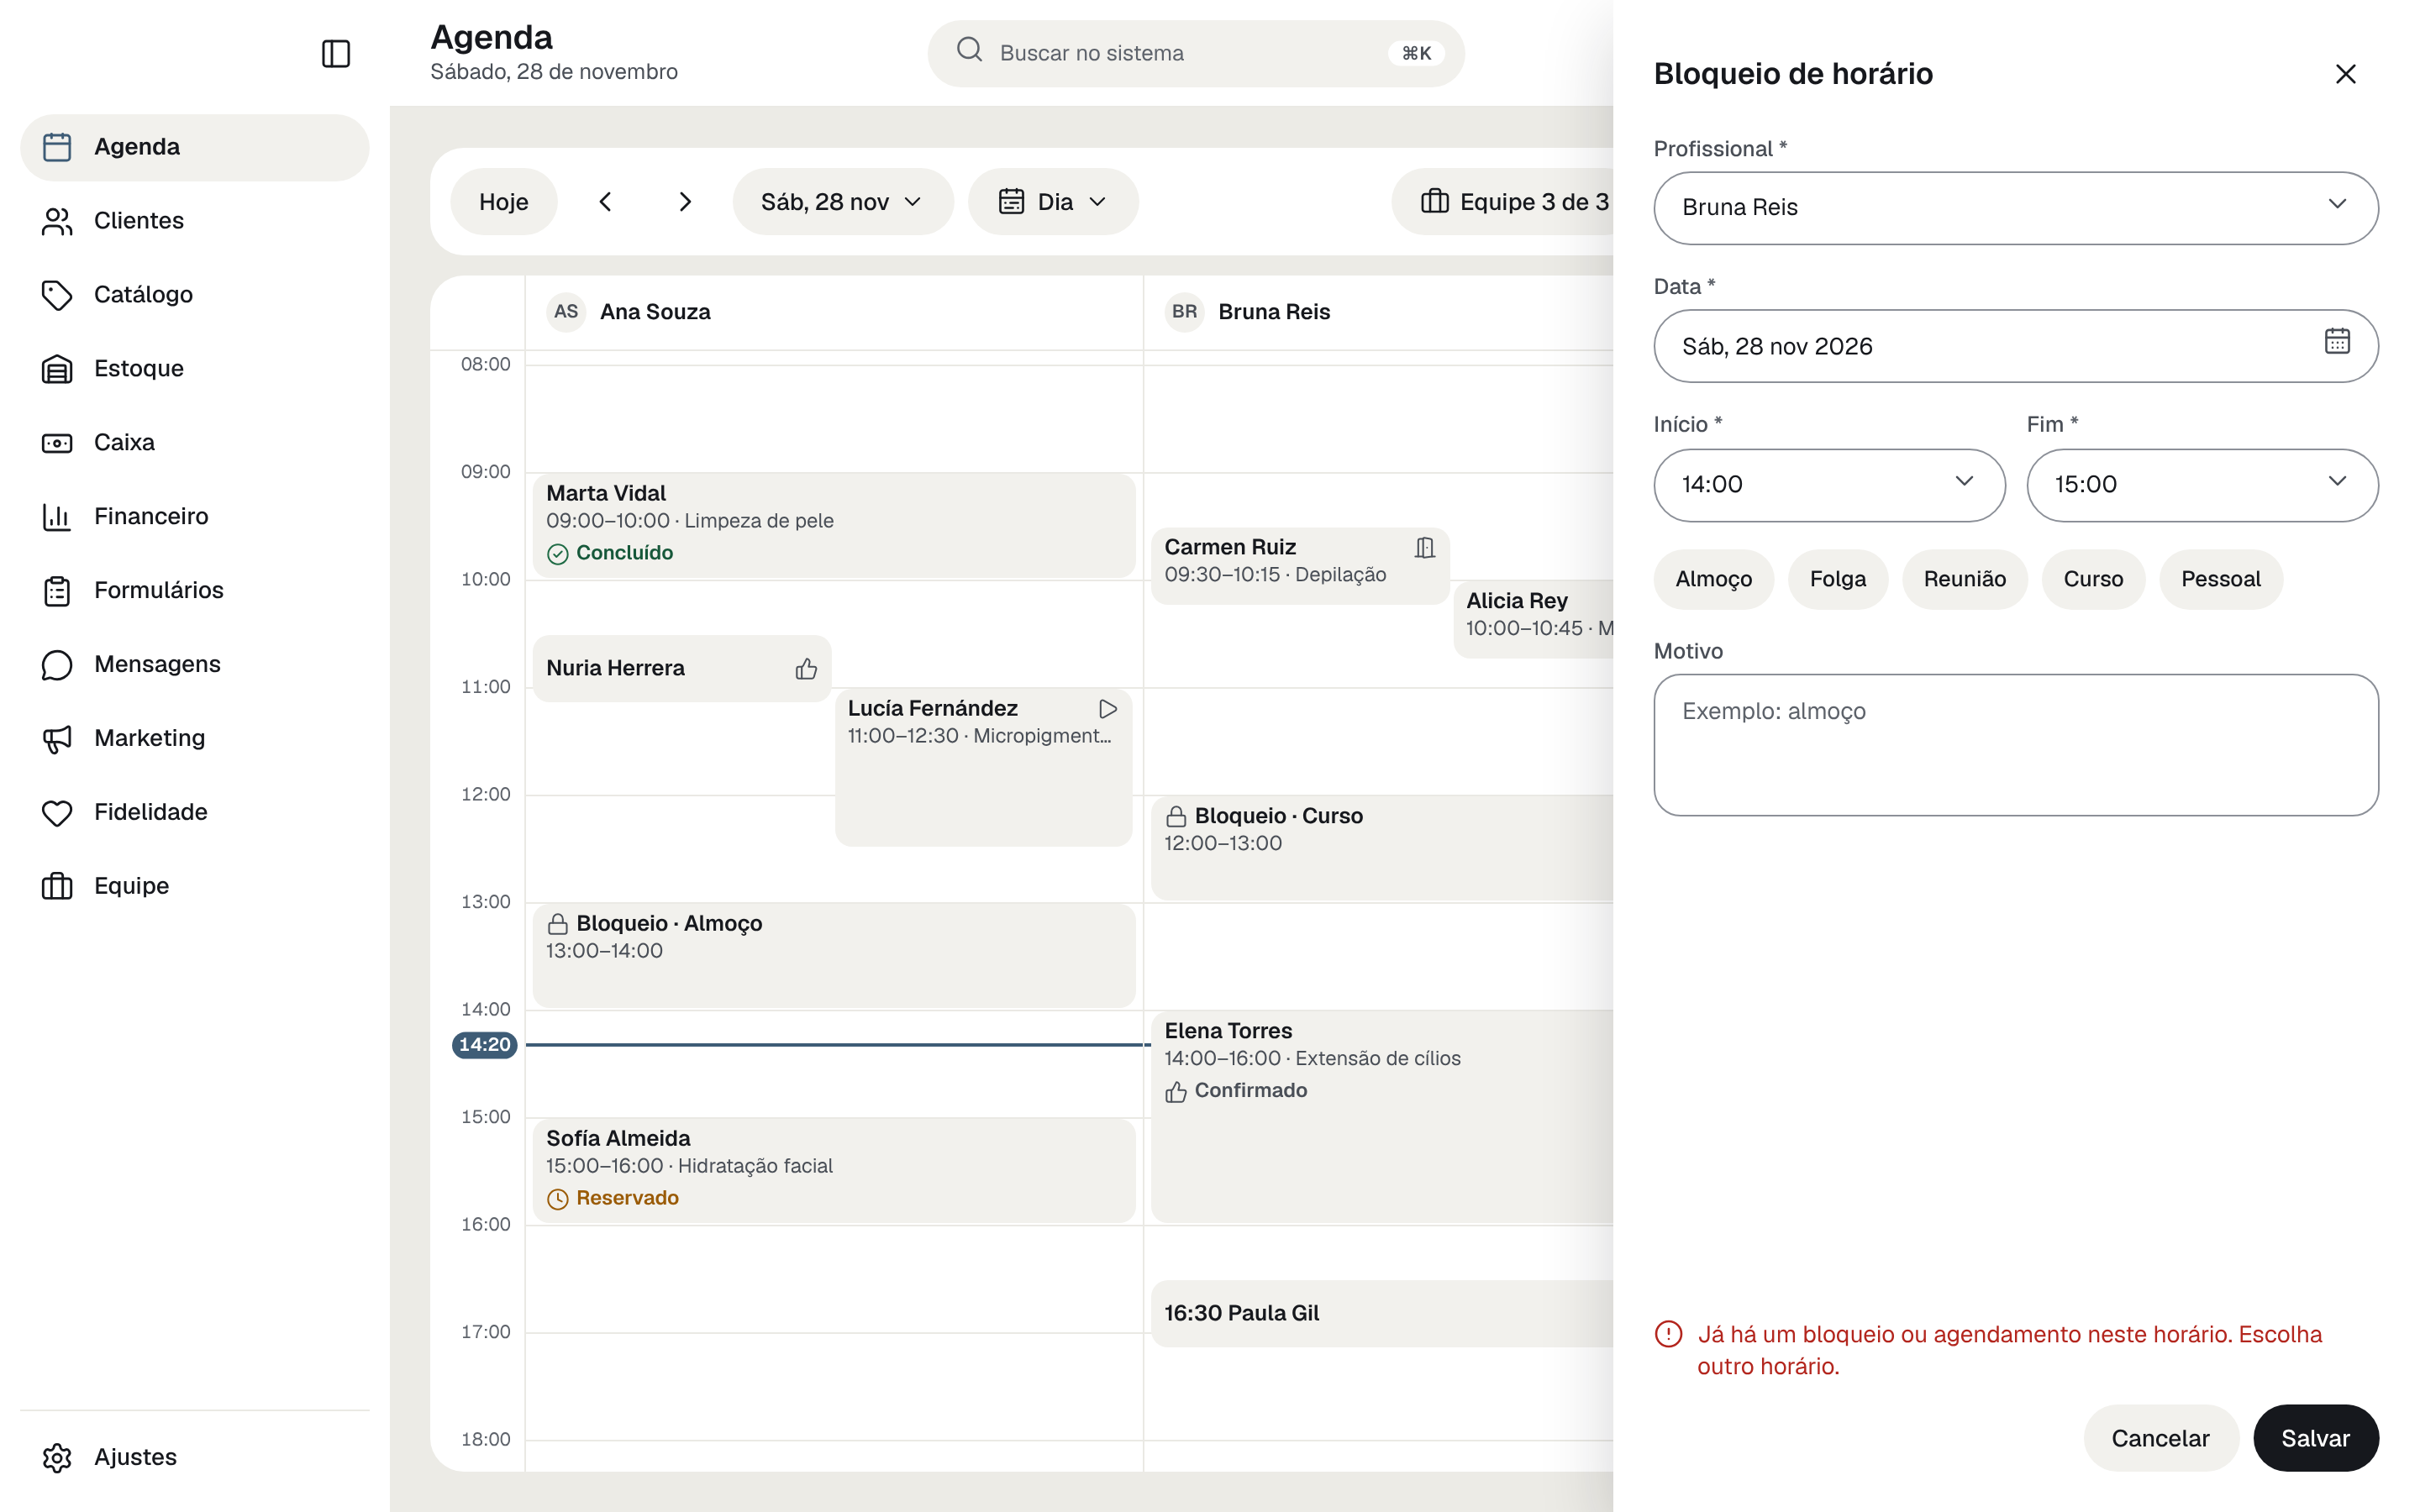 Agenda
Sábado, 28 de novembro
Buscar no sistema
⌘K
Agenda
Clientes
Catálogo
Estoque
Caixa
Financeiro
Formulários
Mensagens
Marketing
Fidelidade
Equipe
Ajustes
Hoje
Sáb, 28 nov
Dia
Equipe 3 de 3
AS
Ana Souza
BR
Bruna Reis
08:00
09:00
10:00
11:00
12:00
13:00
14:00
14:20
15:00
16:00
17:00
18:00
Marta Vidal
09:00–10:00 · Limpeza de pele
Concluído
Nuria Herrera
Lucía Fernández
11:00–12:30 · Micropigment…
Bloqueio · Almoço
13:00–14:00
Sofía Almeida
15:00–16:00 · Hidratação facial
Reservado
Carmen Ruiz
09:30–10:15 · Depilação
Alicia Rey
10:00–10:45 · M
Bloqueio · Curso
12:00–13:00
Elena Torres
14:00–16:00 · Extensão de cílios
Confirmado
16:30 Paula Gil
Bloqueio de horário
Profissional *
Bruna Reis
Data *
Sáb, 28 nov 2026
Início *
Fim *
14:00
15:00
Almoço
Folga
Reunião
Curso
Pessoal
Motivo
Exemplo: almoço
Já há um bloqueio ou agendamento neste horário. Escolha
outro horário.
Cancelar
Salvar